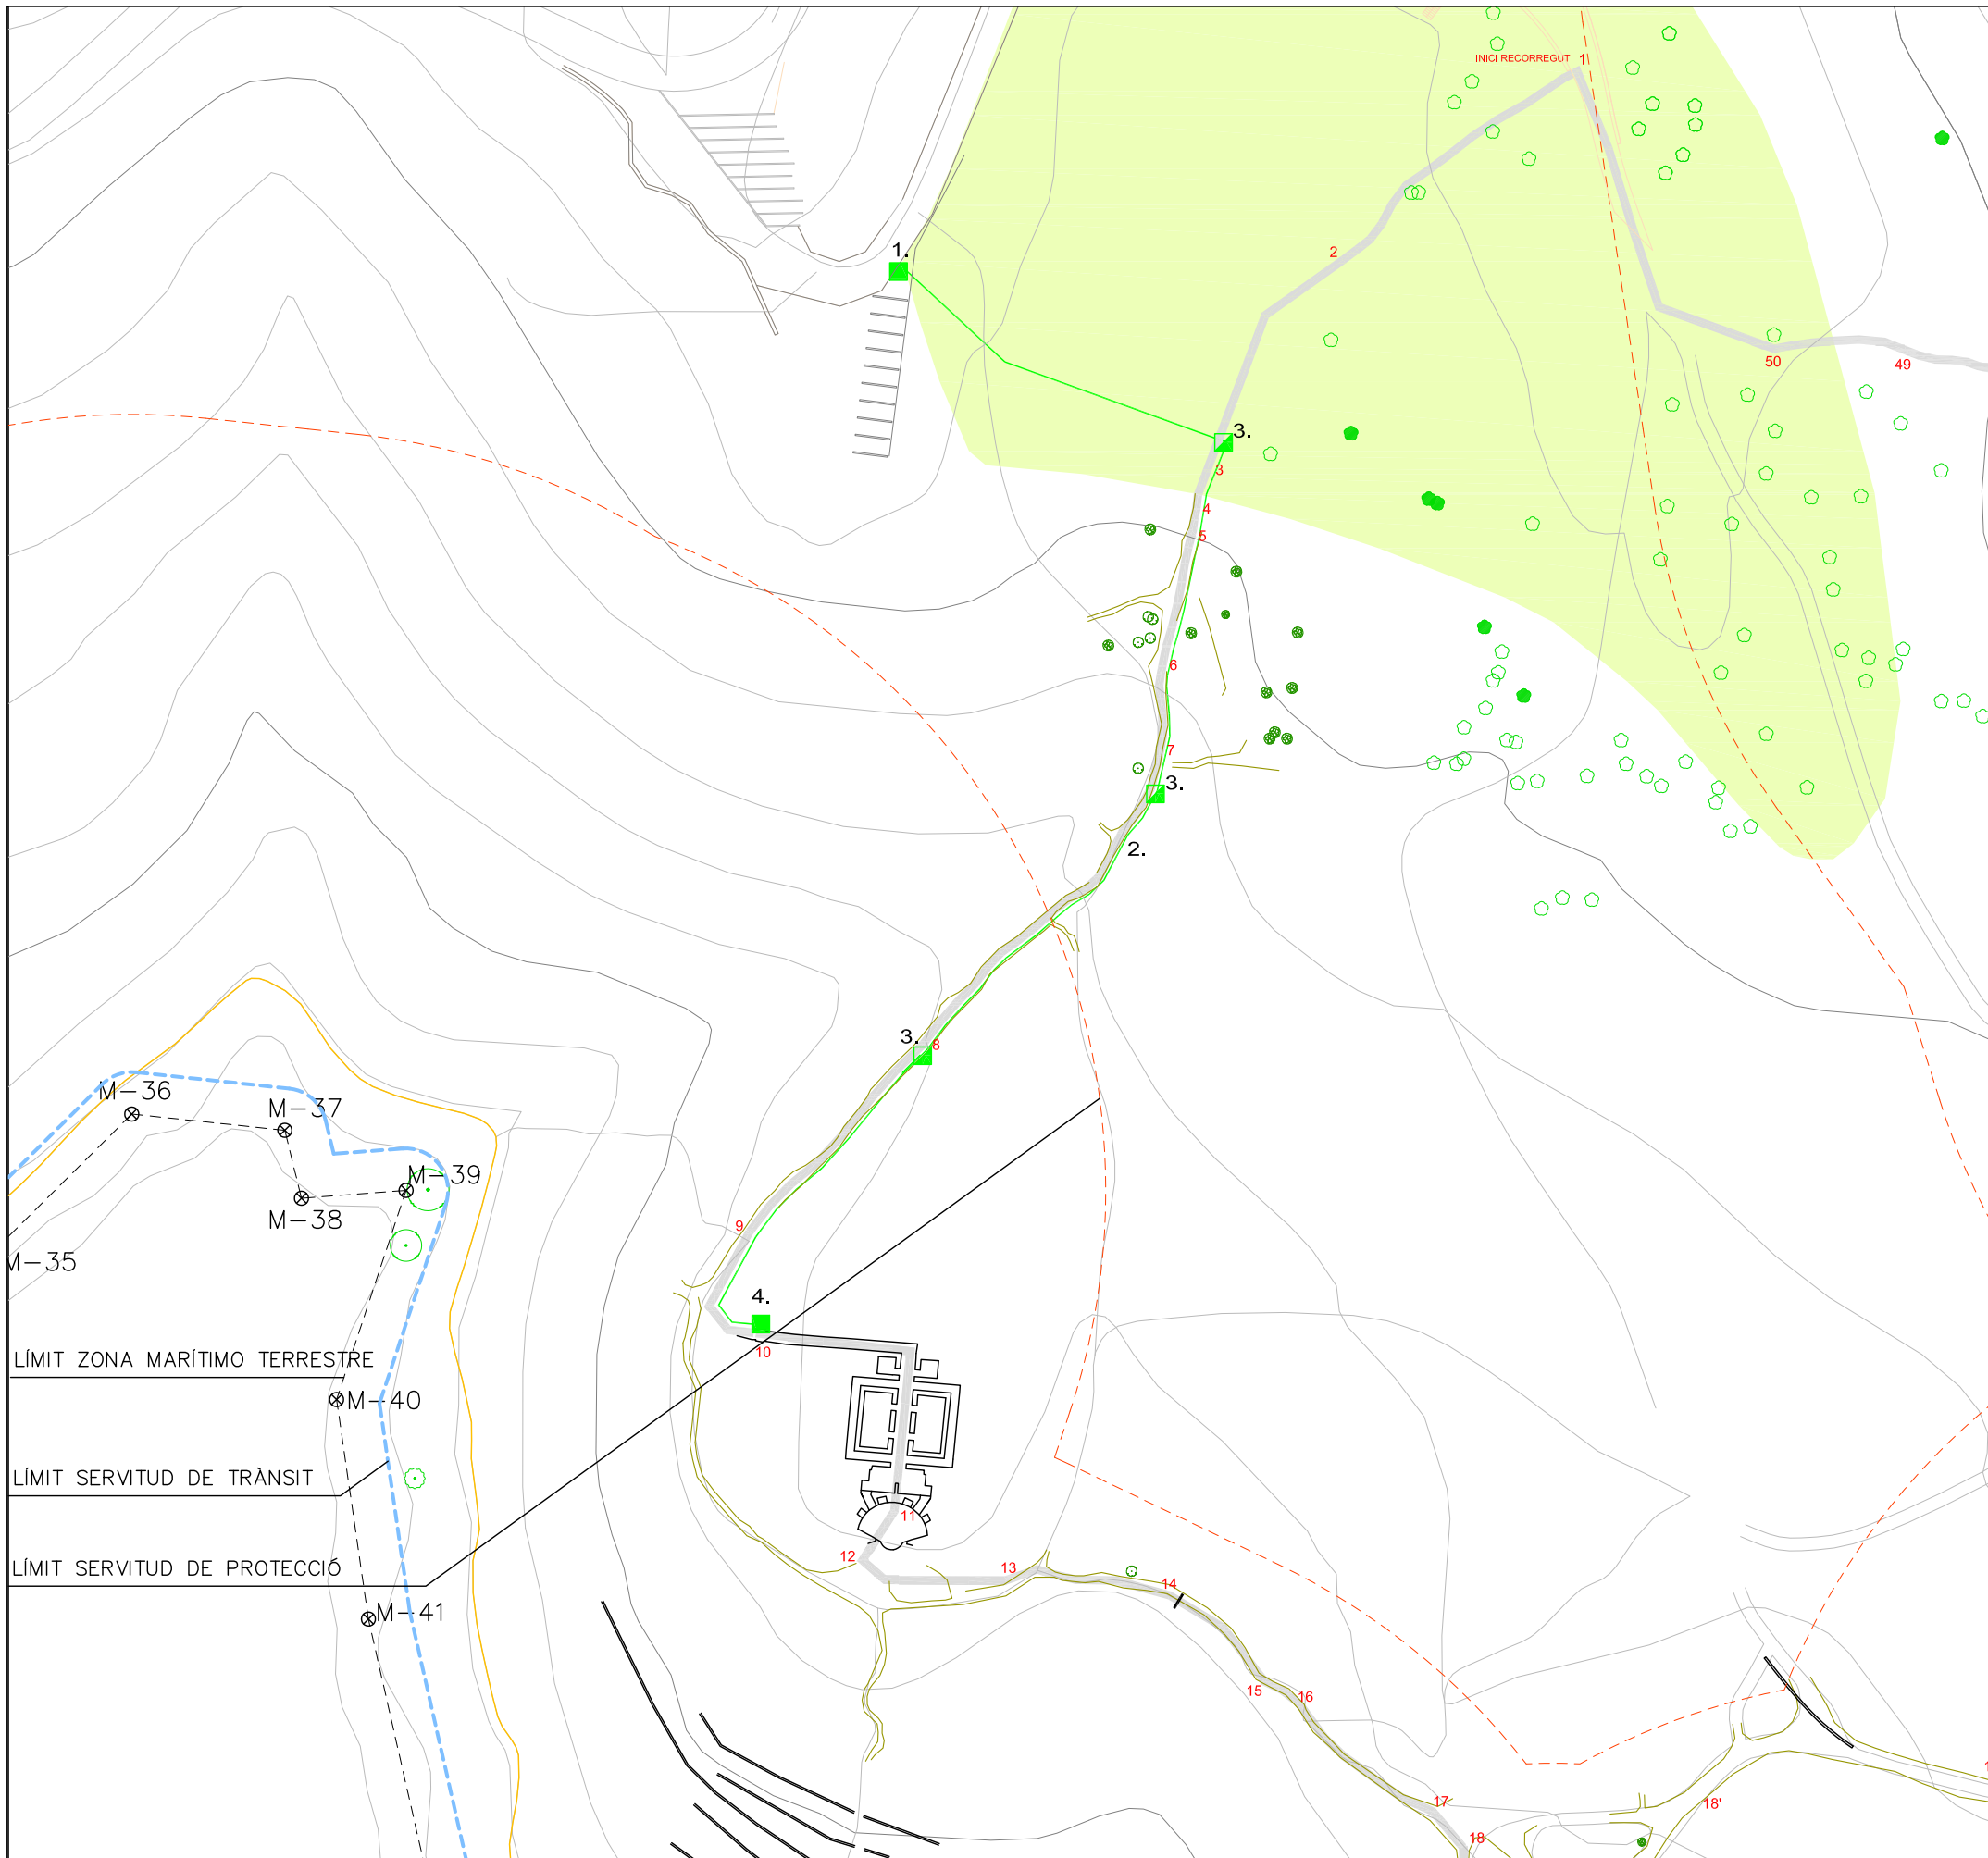 INICI RECORREGUT 1
1.
2
50
49
3.
3
4
5
6
7
3.
2.
3.
8
M-36
M-37
M-39
M-38
M-35
9
4.
10
LÍMIT ZONA MARÍTIMO TERRESTRE
M-40
LÍMIT SERVITUD DE TRÀNSIT
11
12
LÍMIT SERVITUD DE PROTECCIÓ
13
14
M-41
15
16
17
18'
18